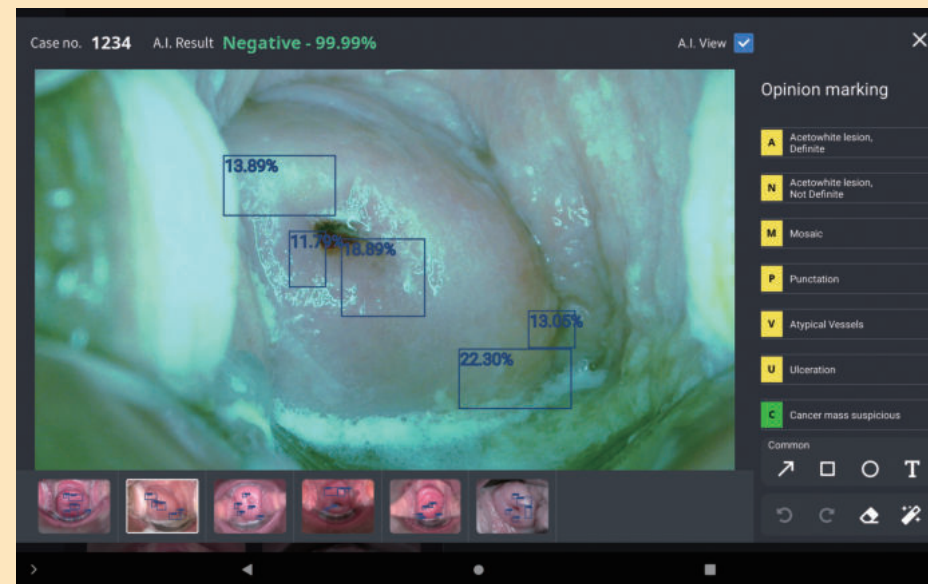 Case no. 1234 A.I. Result Negative - 99.99% A.I. View
Opinion marking
A Acetowhite lesion,
Definite
N Acetowhite lesion,
Not Definite
M Mosaic
P Punctation
V Atypical Vessels
U Ulceration
C Cancer mass suspicious
Common
T
13.89%
11.79% 18.89%
13.05%
22.30%